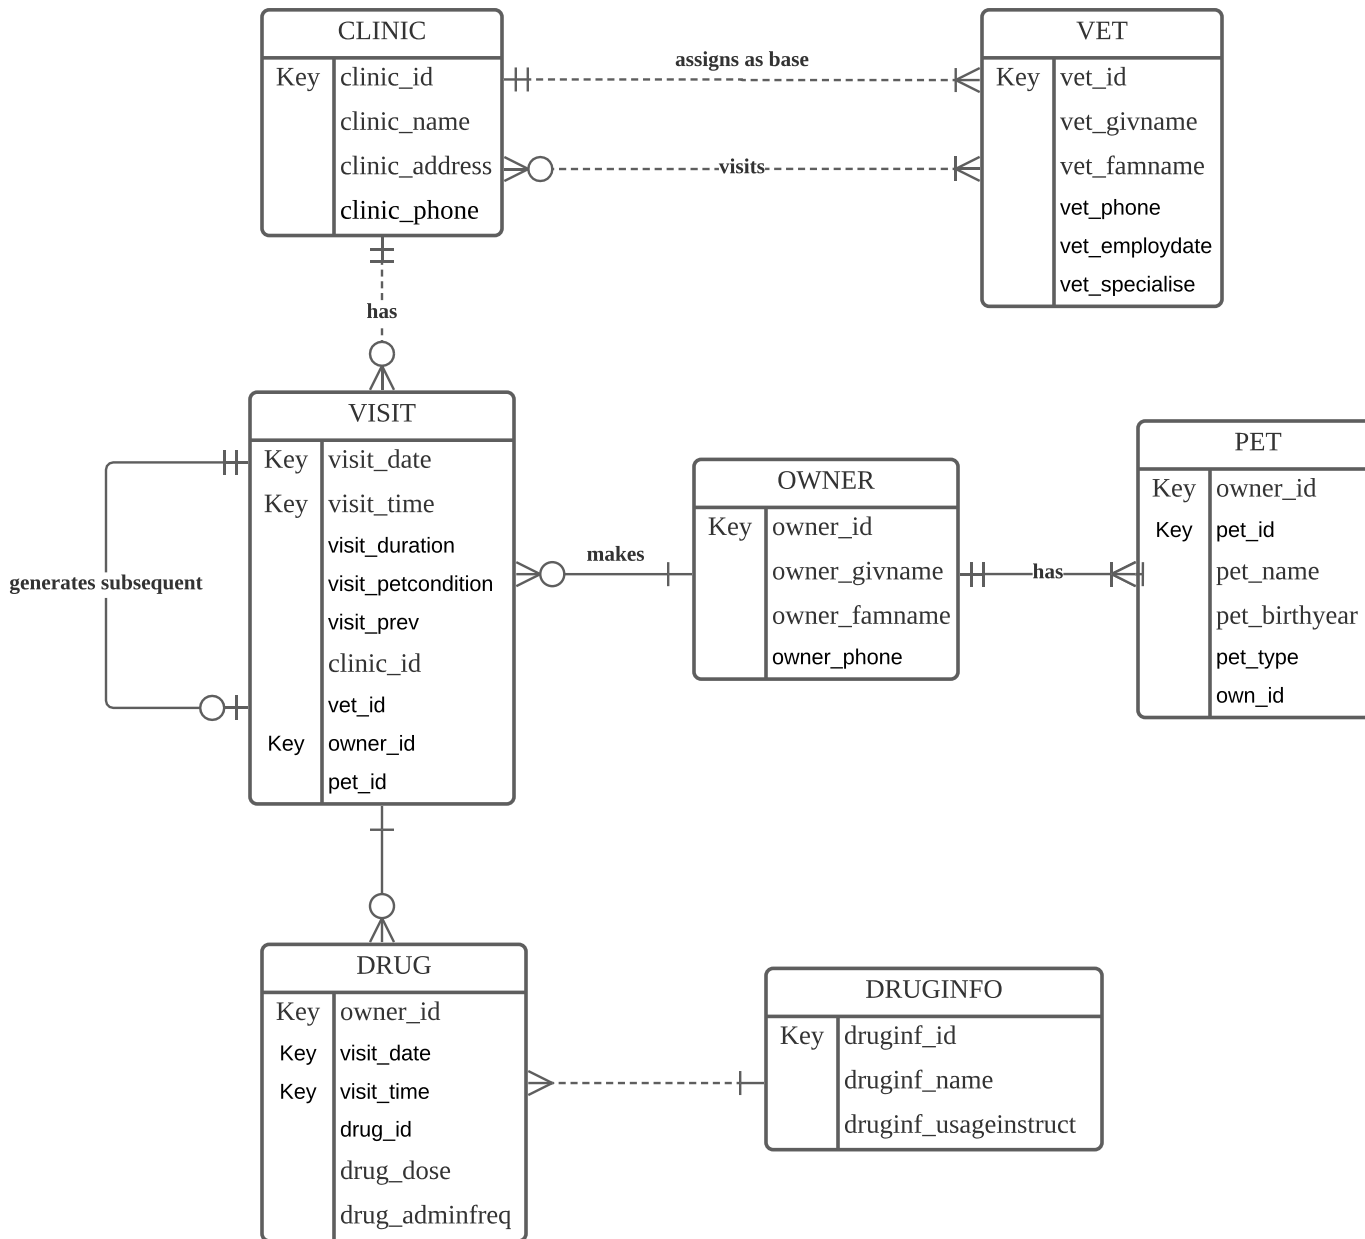 CLINIC
Key clinic_id
clinic_name
clinic_address
clinic_phone
assigns as base
visits
VET
Key vet_id
vet_givname
vet_famname
vet_phone
vet_employdate
vet_specialise
has
VISIT
Key visit_date
Key visit_time
visit_duration
visit_petcondition
visit_prev
clinic_id
vet_id
Key owner_id
pet_id
generates subsequent
makes
OWNER
Key owner_id
owner_givname
owner_famname
owner_phone
has
PET
Key owner_id
Key pet_id
pet_name
pet_birthyear
pet_type
own_id
DRUG
Key owner_id
Key visit_date
Key visit_time
drug_id
drug_dose
drug_adminfreq
DRUGINFO
Key druginf_id
druginf_name
druginf_usageinstruct